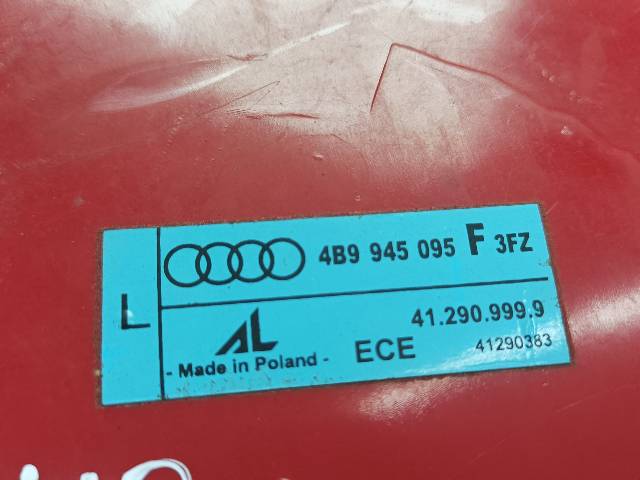 L
4B9 945 095 F 3FZ
AL
41.290.999.9
- Made in Poland -
ECE
41290383